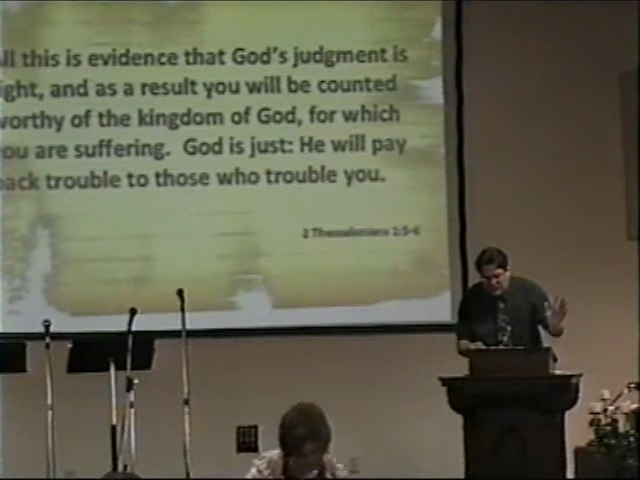 ll this is evidence that God's judgment is
ight, and as a result you will be counted
worthy of the kingdom of God, for which
you are suffering. God is just: He will pay
back trouble to those who trouble you.
2 Thessalonians 1:5-6